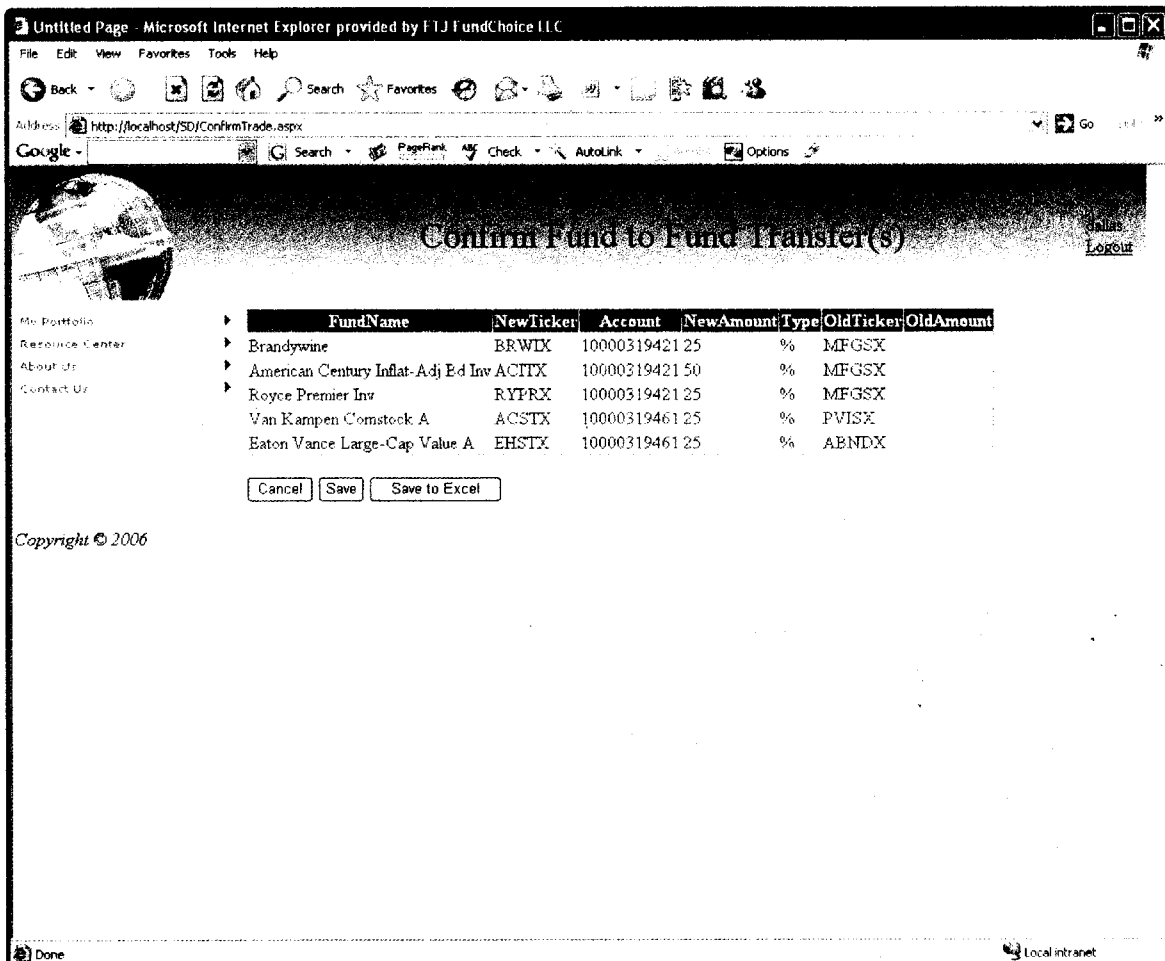 Untitled Page - Microsoft Internet Explorer provided by FTJ FundChoice LLC
File Edit View Favorites Tools Help
Back Search Favorites
Address http://localhost/SD/ConfirmTrade.aspx Go
Google Search PageRank ABC Check AutoLink Options
Confirm Fund to Fund Transfer(s)
dallas
Logout
My Portfolio
Resource Center
About Us
Contact Us
FundName NewTicker Account NewAmount Type OldTicker OldAmount
Brandywine BRWIX 10000319421 25 % MFGSX
American Century Inflat-Adj Bd Inv ACITX 10000319421 50 % MFGSX
Royce Premier Inv RYPRX 10000319421 25 % MFGSX
Van Kampen Comstock A ACSTX 10000319461 25 % PVISX
Eaton Vance Large-Cap Value A EHSTX 10000319461 25 % ABNDX
Cancel Save Save to Excel
Copyright © 2006
Done Local intranet